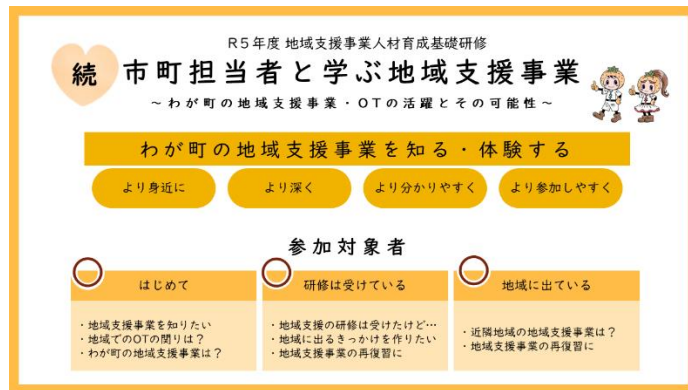 R5年度 地域支援事業人材育成基礎研修
続 市町担当者と学ぶ地域支援事業
～わが町の地域支援事業・OTの活躍とその可能性～
わが町の地域支援事業を知る・体験する
より身近に
より深く
より分かりやすく
より参加しやすく
参加対象者
はじめて
・地域支援事業を知りたい
・地域でのOTの関りは？
・わが町の地域支援事業は？
研修は受けている
・地域支援の研修は受けたけど…
・地域に出るきっかけを作りたい
・地域支援事業の再復習に
地域に出ている
・近隣地域の地域支援事業は？
・地域支援事業の再復習に